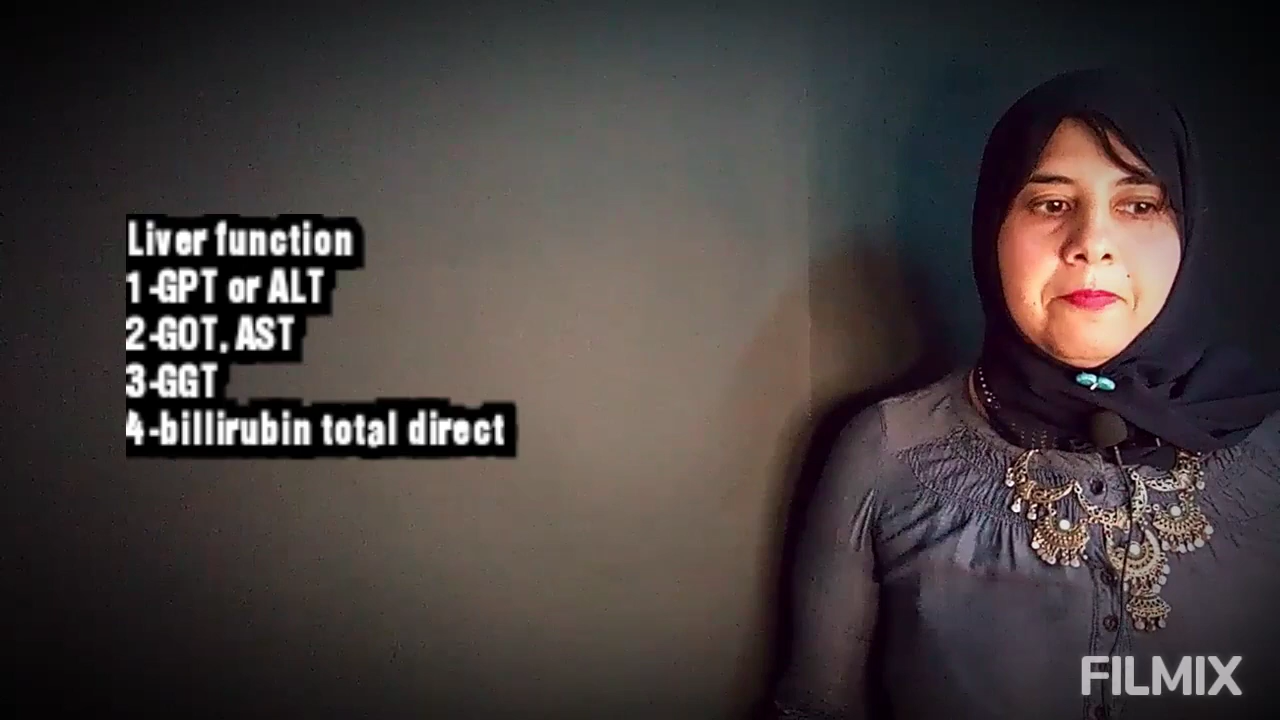 Liver function
1-GPT or ALT
2-GOT, AST
3-GGT
4-billirubin total direct
FILMIX